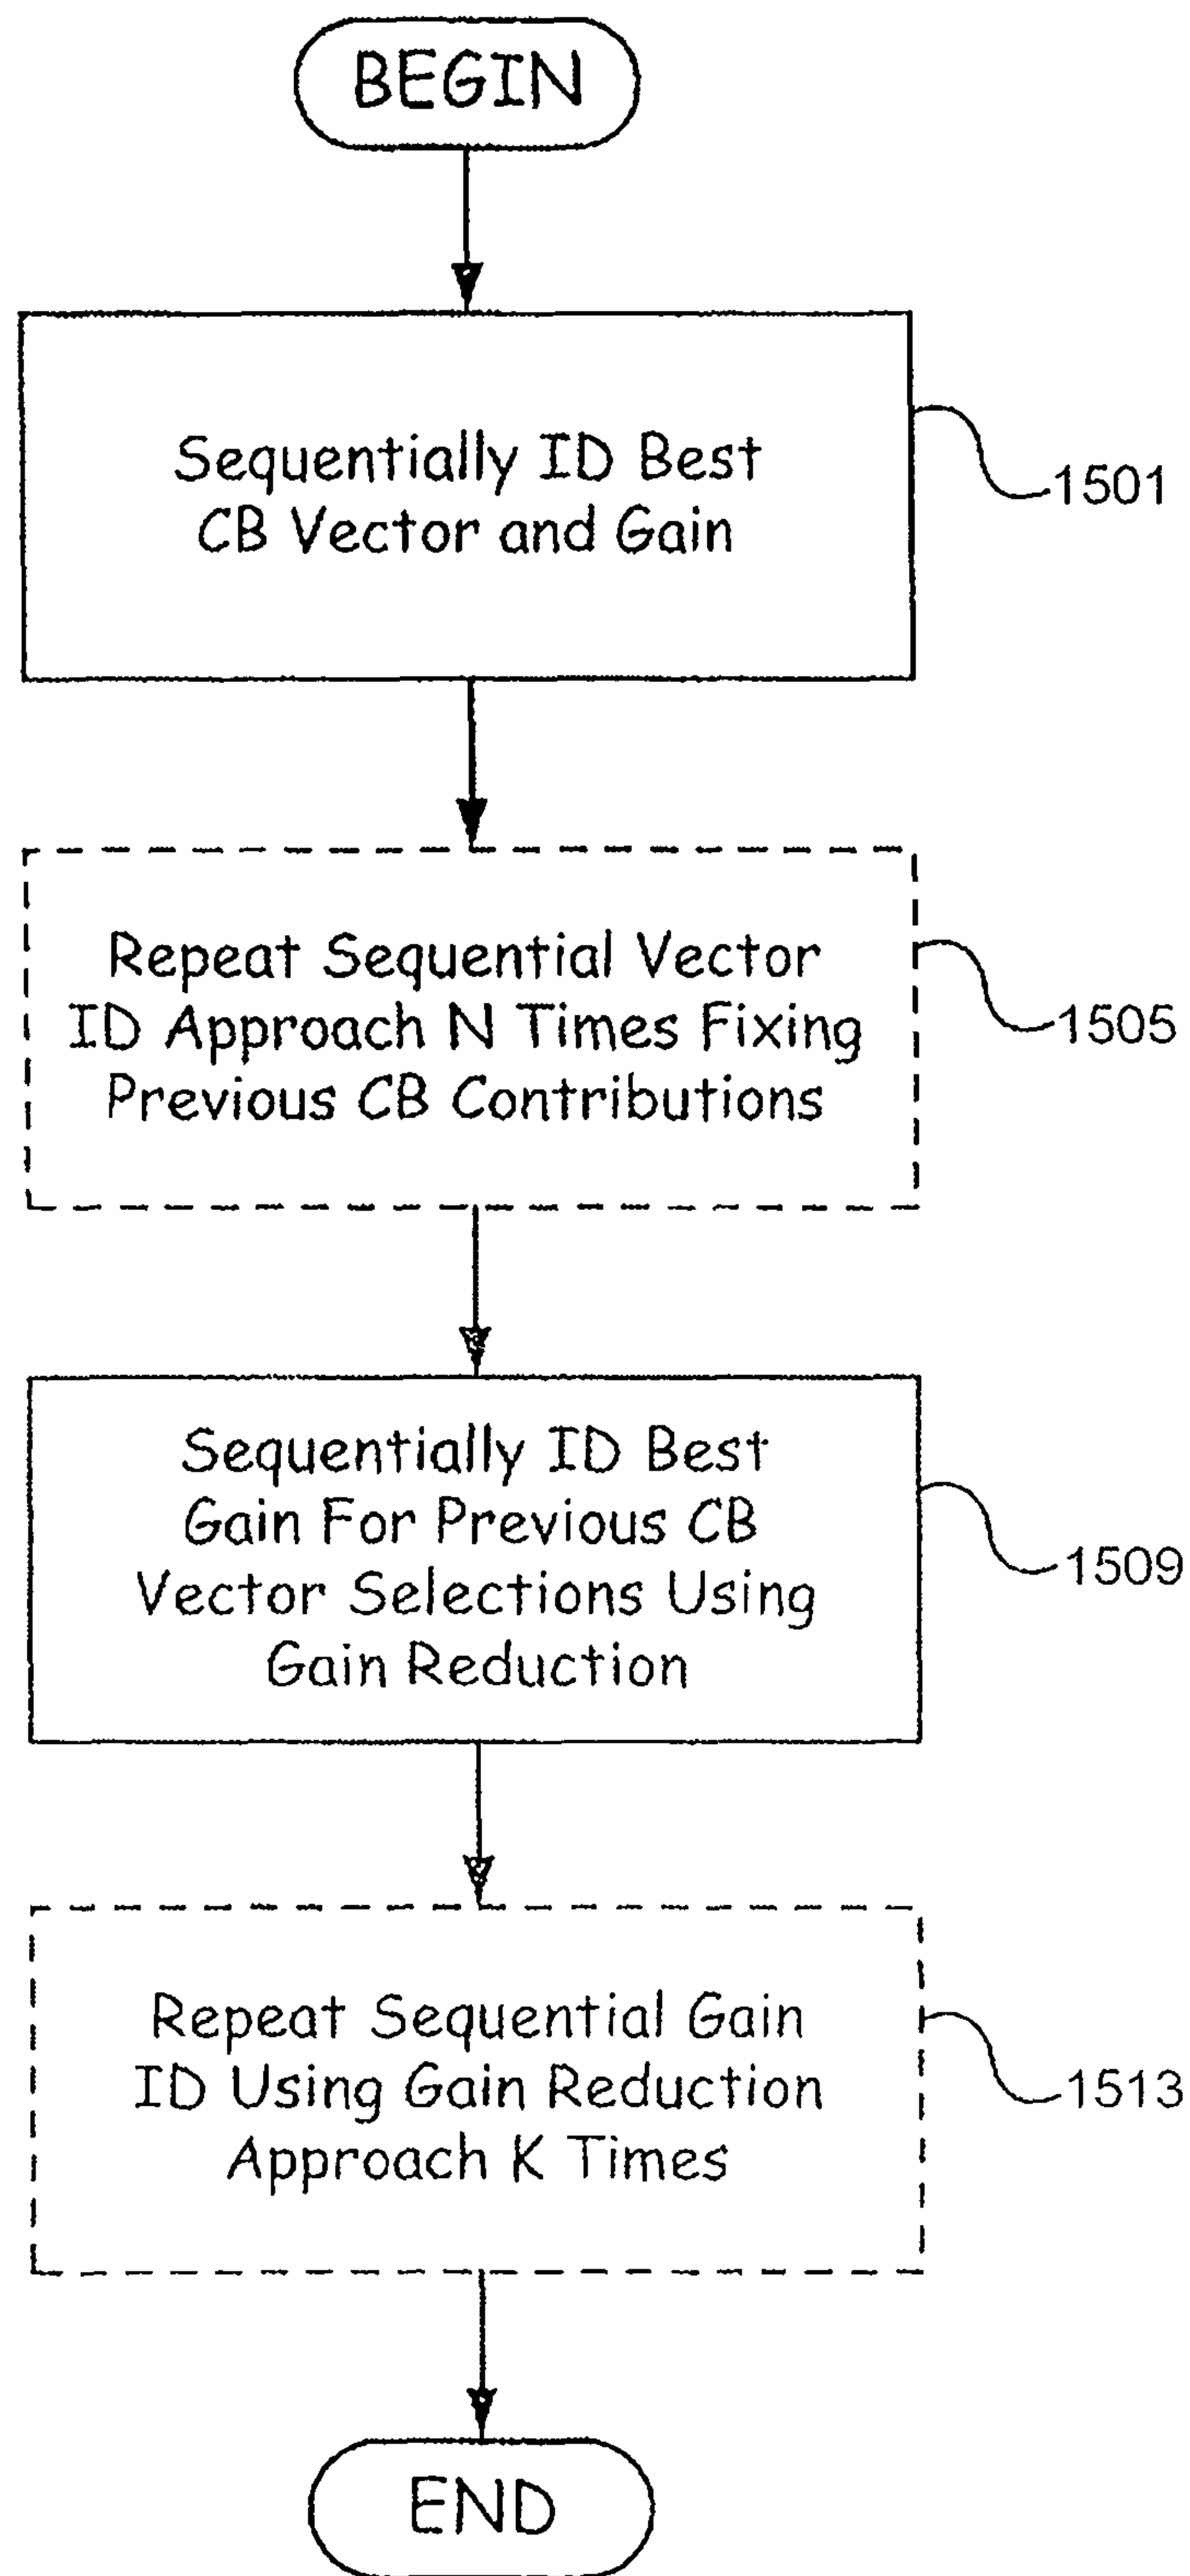 BEGIN
Sequentially ID Best
CB Vector and Gain
1501
Repeat Sequential Vector
ID Approach N Times Fixing
Previous CB Contributions
1505
Sequentially ID Best
Gain For Previous CB
Vector Selections Using
Gain Reduction
1509
Repeat Sequential Gain
ID Using Gain Reduction
Approach K Times
1513
END